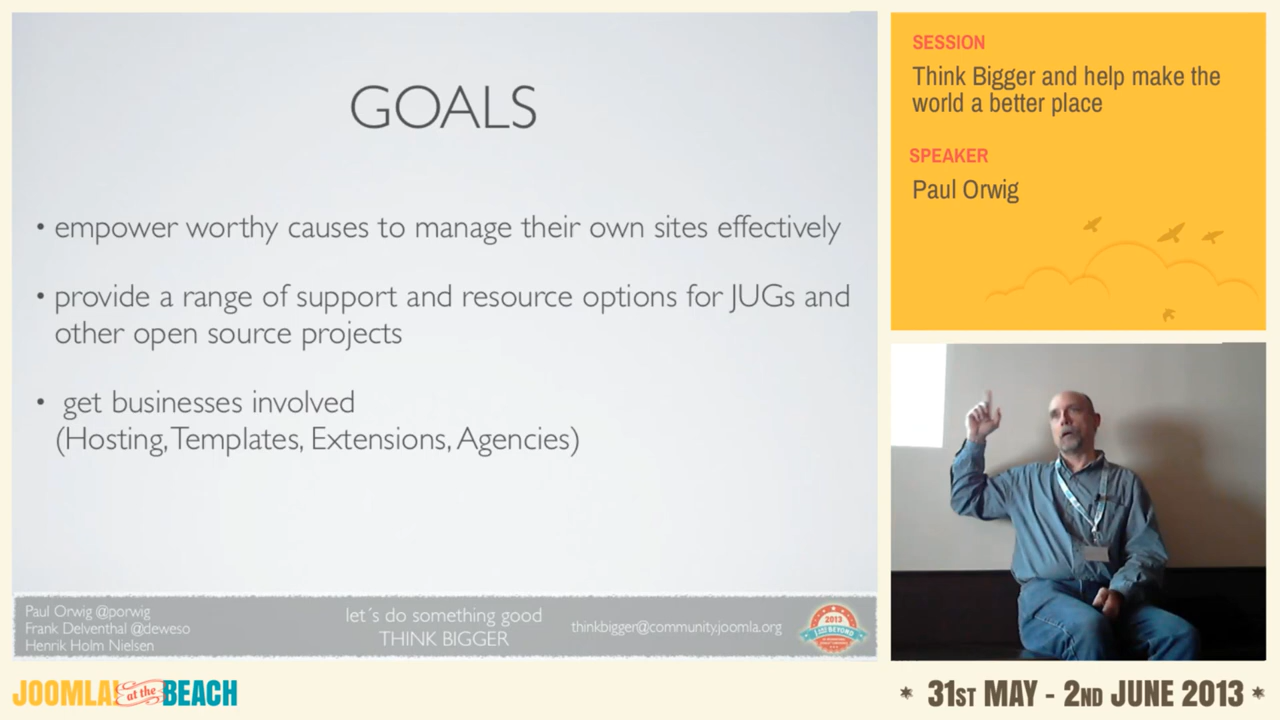 GOALS
• empower worthy causes to manage their own sites effectively
• provide a range of support and resource options for JUGs and
other open source projects
• get businesses involved
(Hosting, Templates, Extensions, Agencies)
Paul Orwig @porwig
Frank Delventhal @deweso
Henrik Holm Nielsen
let´s do something good
THINK BIGGER
thinkbigger@community.joomla.org
2013
BEYOND
SESSION
Think Bigger and help make the
world a better place
SPEAKER
Paul Orwig
JOOMLA! at the BEACH
* 31ST MAY - 2ND JUNE 2013 *